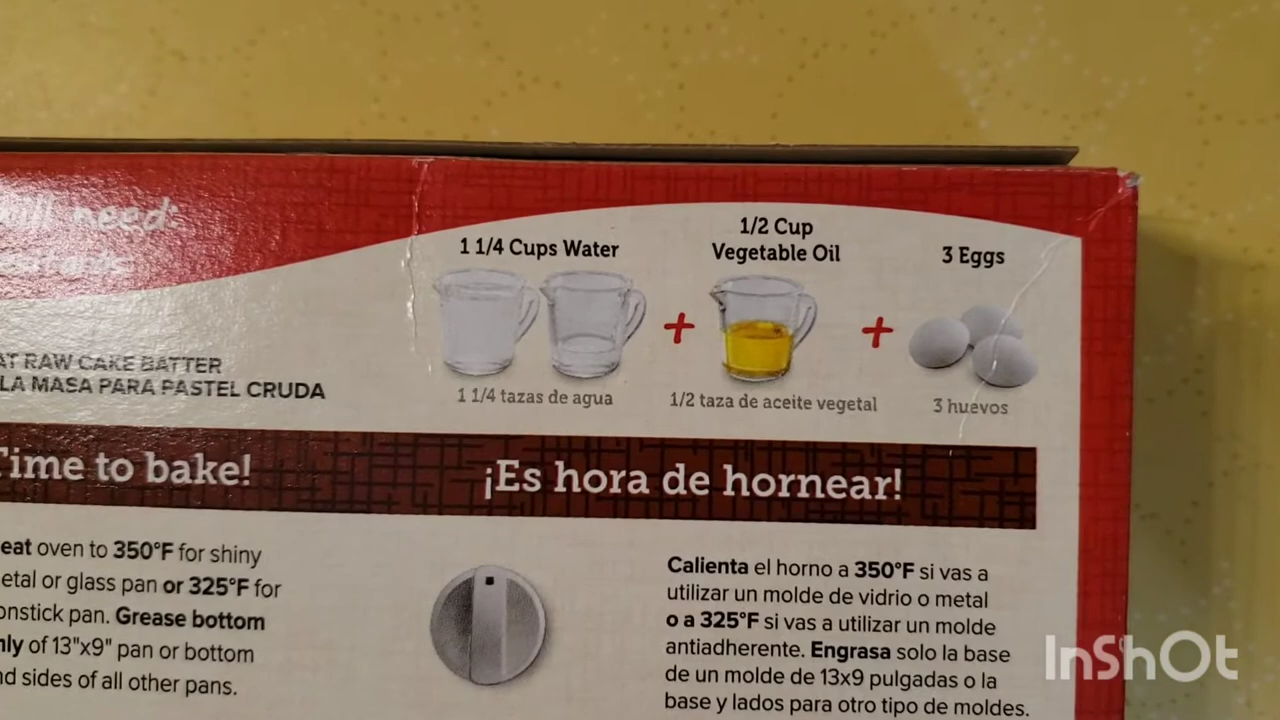 will need:
1 1/4 Cups Water
1/2 Cup
Vegetable Oil
3 Eggs
1 1/4 tazas de agua
1/2 taza de aceite vegetal
3 huevos
AT RAW CAKE BATTER
LA MASA PARA PASTEL CRUDA
Time to bake!
¡Es hora de hornear!
eat oven to 350°F for shiny
etal or glass pan or 325°F for
onstick pan. Grease bottom
nly of 13"x9" pan or bottom
nd sides of all other pans.
Calienta el horno a 350°F si vas a
utilizar un molde de vidrio o metal
o a 325°F si vas a utilizar un molde
antiadherente. Engrasa solo la base
de un molde de 13x9 pulgadas o la
base y lados para otro tipo de moldes.
InShOt